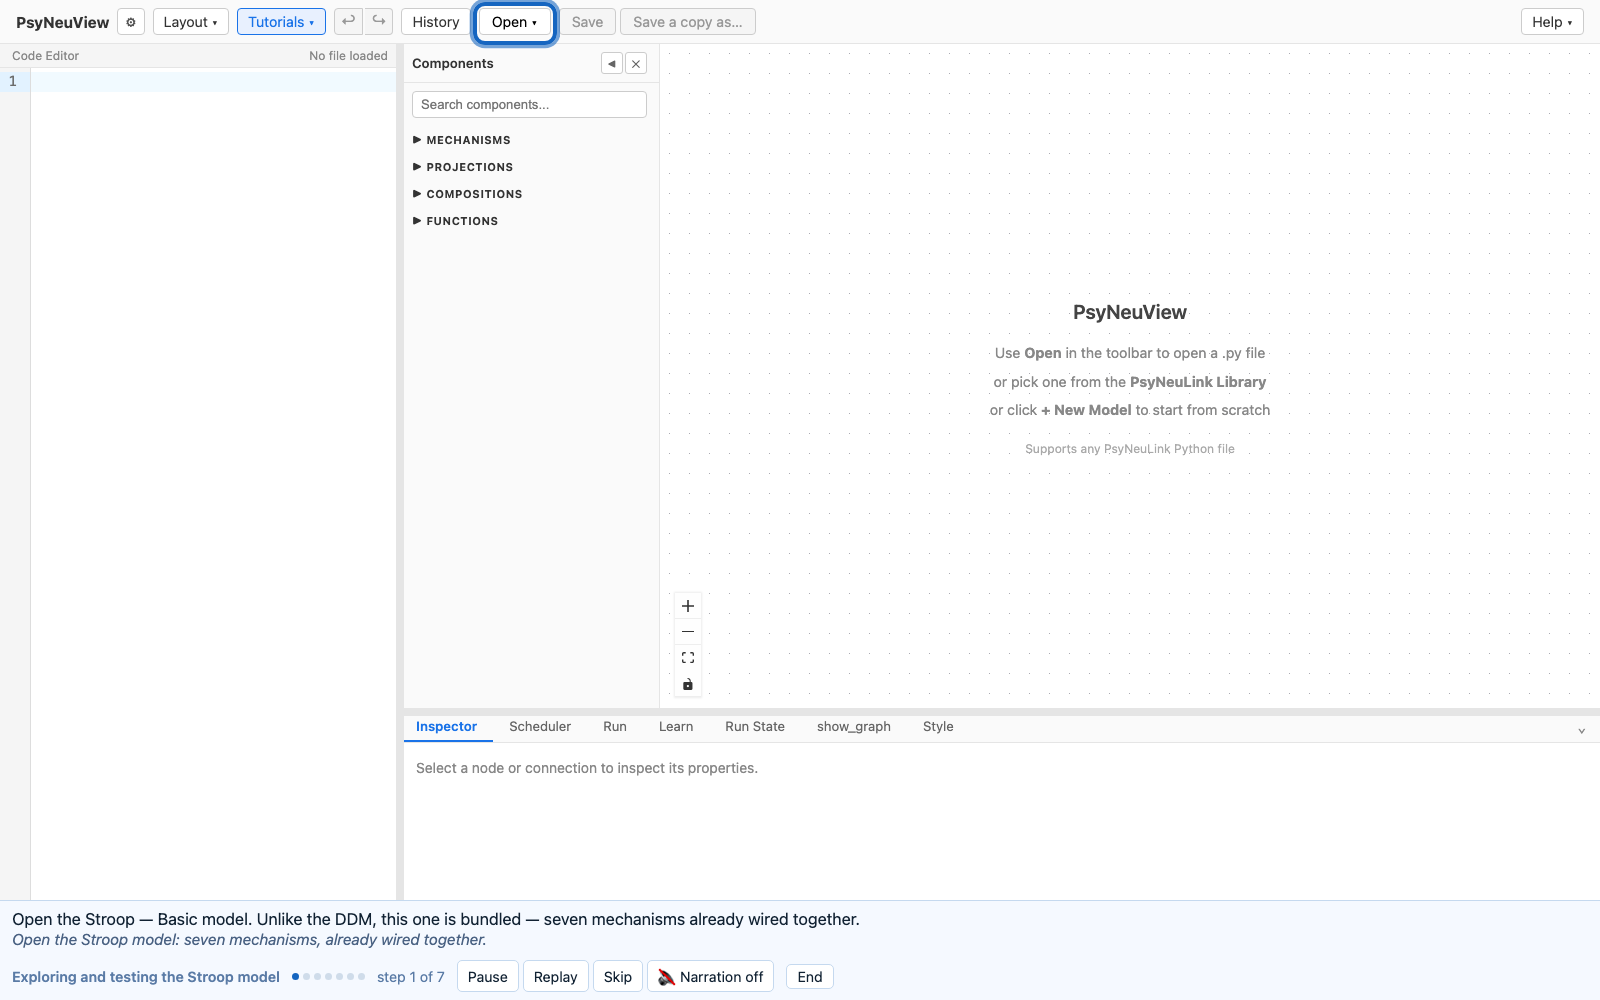 PsyNeuView
Layout ▾
Tutorials ▾
History
Open ▾
Save
Save a copy as...
Help ▾
Code Editor
No file loaded
1
Components
Search components...
MECHANISMS
PROJECTIONS
COMPOSITIONS
FUNCTIONS
PsyNeuView
Use Open in the toolbar to open a .py file
or pick one from the PsyNeuLink Library
or click + New Model to start from scratch
Supports any PsyNeuLink Python file
Inspector
Scheduler
Run
Learn
Run State
show_graph
Style
Select a node or connection to inspect its properties.
Open the Stroop — Basic model. Unlike the DDM, this one is bundled — seven mechanisms already wired together.
Open the Stroop model: seven mechanisms, already wired together.
Exploring and testing the Stroop model
step 1 of 7
Pause
Replay
Skip
Narration off
End